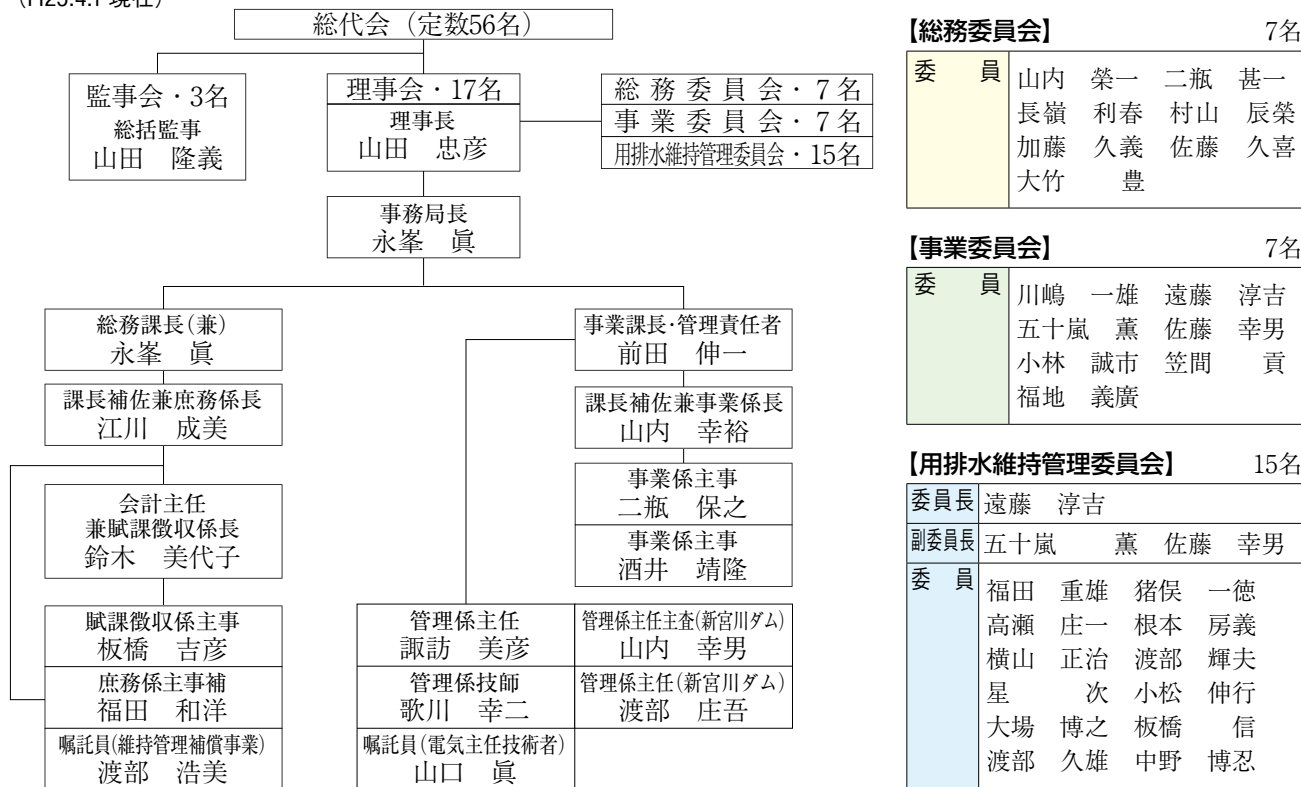 (H25.4.1 現在)
総代会（定数56名）
監事会・3名
総括監事
山田　隆義
理事会・17名
理事長
山田　忠彦
総務委員会・7名
事業委員会・7名
用排水維持管理委員会・15名
事務局長
永峯　眞
総務課長(兼)
永峯　眞
課長補佐兼庶務係長
江川　成美
会計主任
兼賦課徴収係長
鈴木　美代子
賦課徴収係主事
板橋　吉彦
庶務係主事補
福田　和洋
嘱託員(維持管理補償事業)
渡部　浩美
事業課長・管理責任者
前田　伸一
課長補佐兼事業係長
山内　幸裕
事業係主事
二瓶　保之
事業係主事
酒井　靖隆
管理係主任
諏訪　美彦
管理係技師
歌川　幸二
嘱託員(電気主任技術者)
山口　眞
管理係主任主査(新宮川ダム)
山内　幸男
管理係主任(新宮川ダム)
渡部　庄吾
【総務委員会】　7名
委　員
山内　榮一　二瓶　甚一
長嶺　利春　村山　辰榮
加藤　久義　佐藤　久喜
大竹　豊
【事業委員会】　7名
委　員
川嶋　一雄　遠藤　淳吉
五十嵐　薫　佐藤　幸男
小林　誠市　笠間　貢
福地　義廣
【用排水維持管理委員会】　15名
委員長　遠藤　淳吉
副委員長　五十嵐　薫　佐藤　幸男
委　員
福田　重雄　猪俣　一徳
高瀬　庄一　根本　房義
横山　正治　渡部　輝夫
星　次　小松　伸行
大場　博之　板橋　信
渡部　久雄　中野　博忍